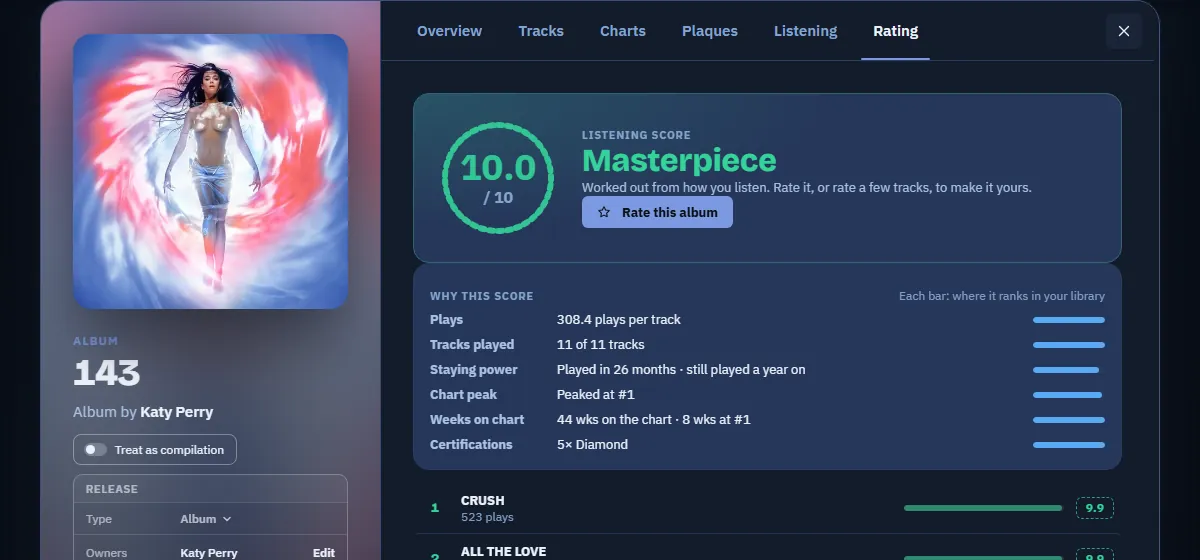 Overview Tracks Charts Plaques Listening Rating
LISTENING SCORE
10.0
/ 10
Masterpiece
Worked out from how you listen. Rate it, or rate a few tracks, to make it yours.
Rate this album
WHY THIS SCORE Each bar: where it ranks in your library
Plays 308.4 plays per track
Tracks played 11 of 11 tracks
Staying power Played in 26 months · still played a year on
Chart peak Peaked at #1
Weeks on chart 44 wks on the chart · 8 wks at #1
Certifications 5× Diamond
1 CRUSH 9.9
523 plays
2 ALL THE LOVE 9.9
ALBUM
143
Album by Katy Perry
Treat as compilation
RELEASE
Type Album
Owners Katy Perry Edit